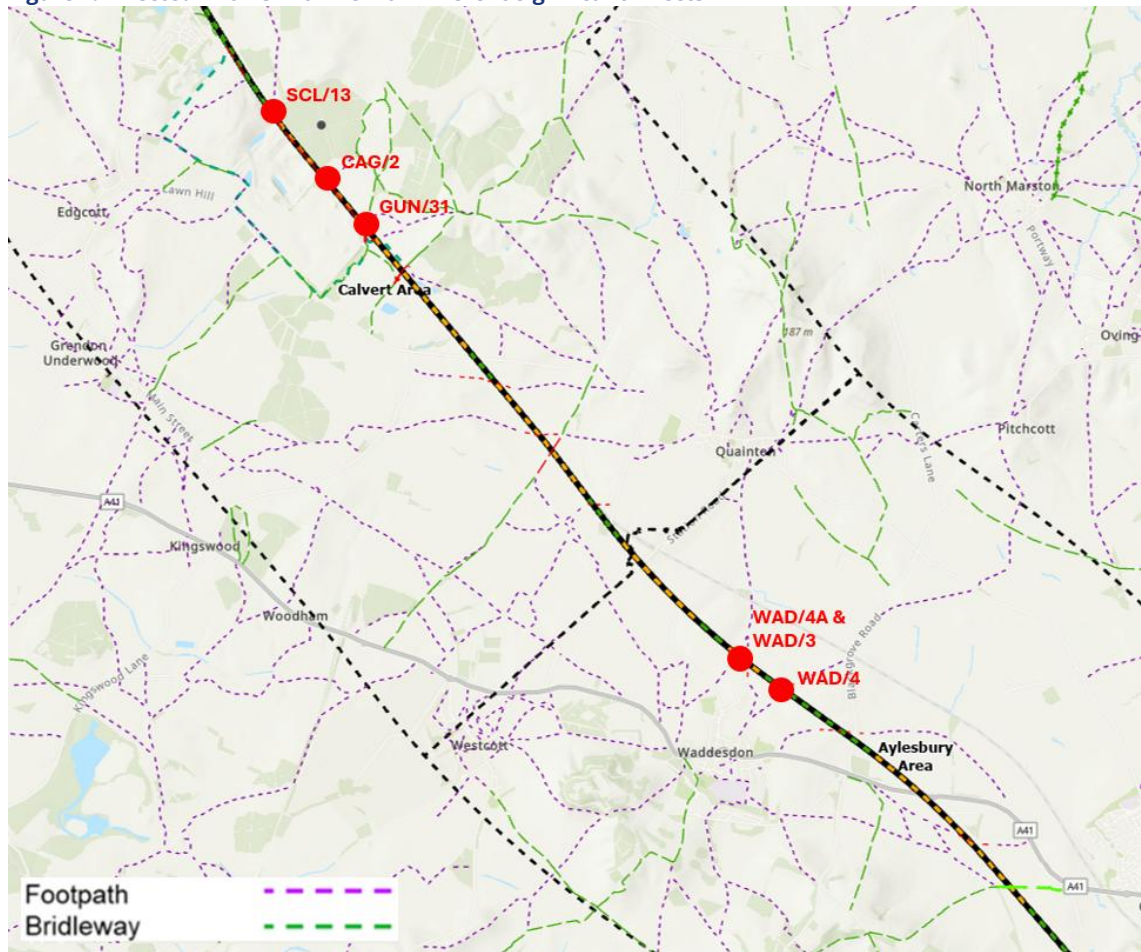 SCL/13
CAG/2
GUN/31
Lawn Hill
Edgcott
North Marston
Portway
Calvert Area
Grendon
Underwood
187 m
Oving
Main Street
Carters Lane
Pitchcott
Quainton
A41
Kingswood
Woodham
WAD/4A &
WAD/3
WAD/4
Kingswood Lane
Westcott
Waddesdon
Aylesbury
Area
A41
A41
Footpath
Bridleway